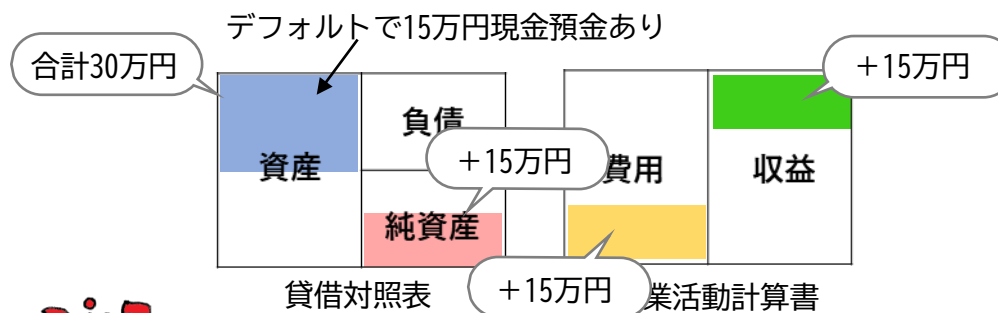 デフォルトで15万円現金預金あり
合計30万円
＋15万円
負債
＋15万円
資産
費用
収益
純資産
貸借対照表
＋15万円
業活動計算書